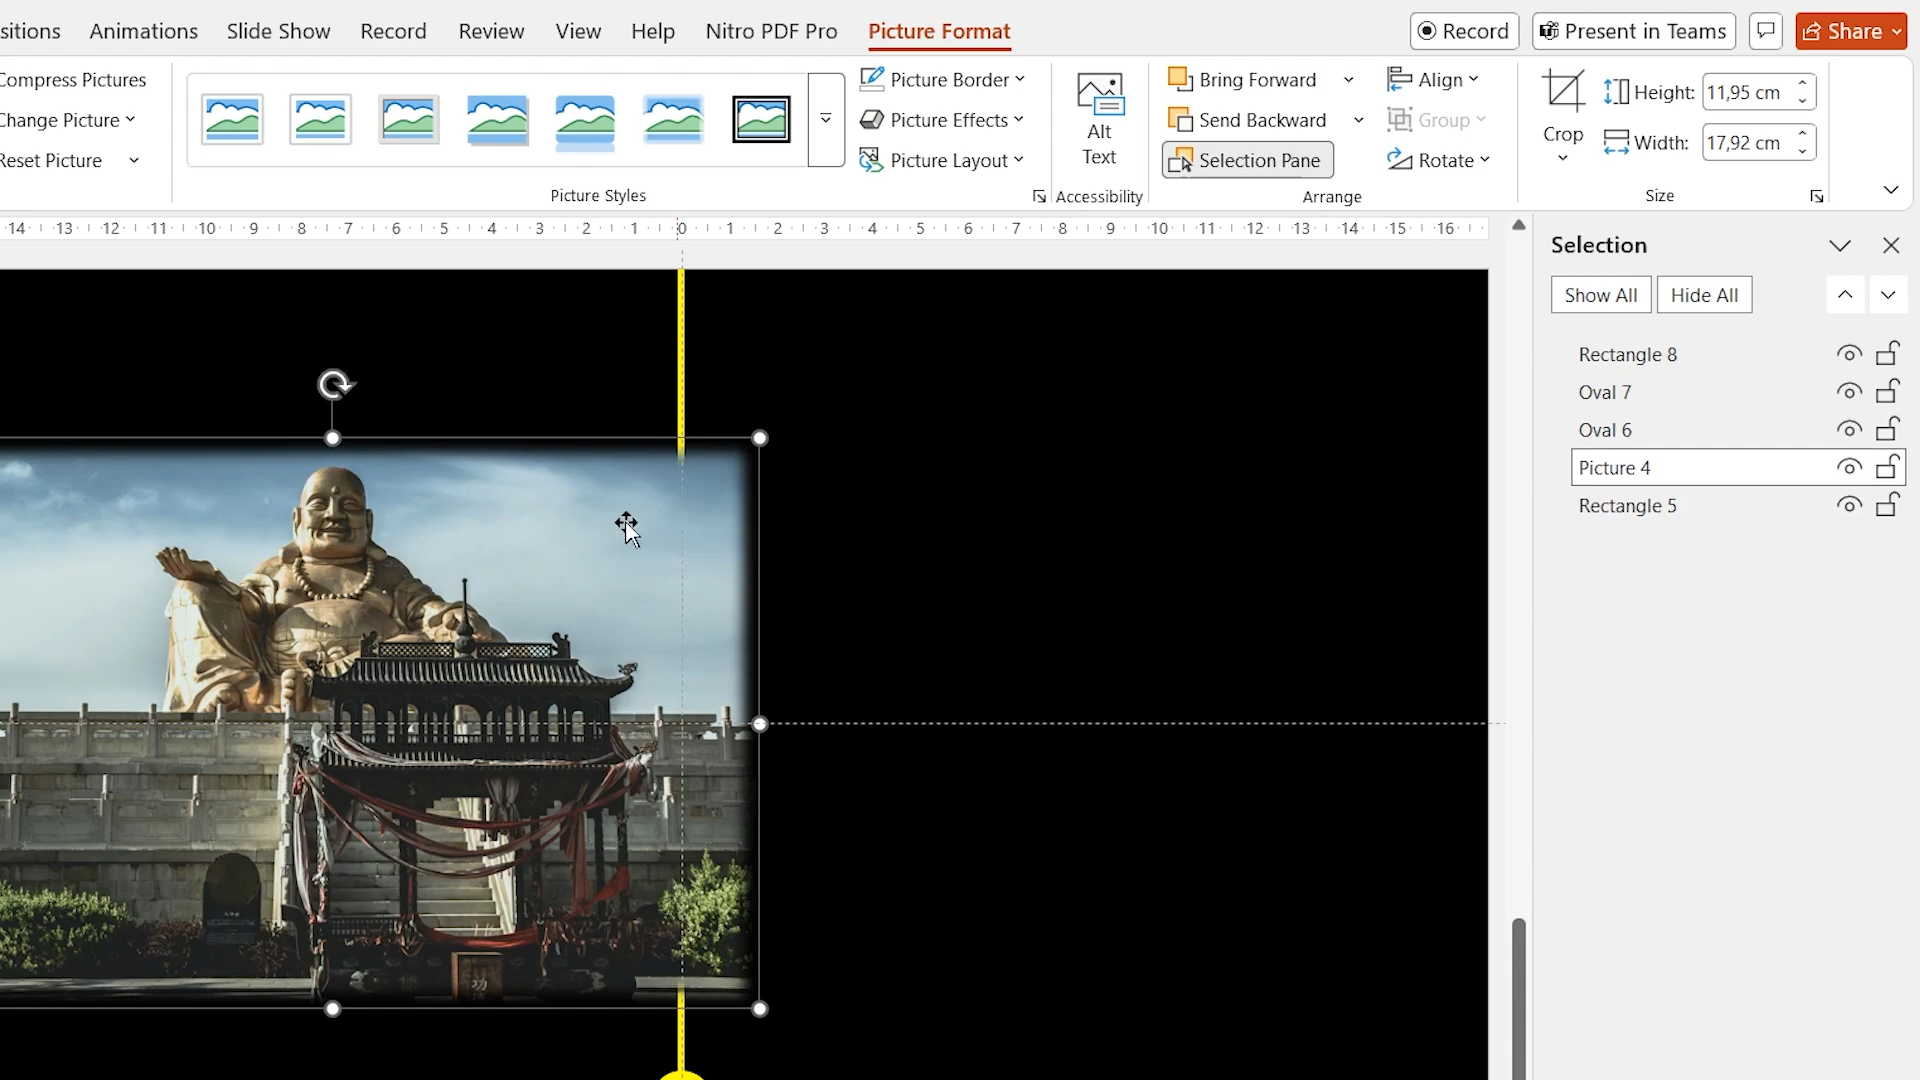 sitions Animations Slide Show Record Review View Help Nitro PDF Pro Picture Format Record Present in Teams Share
Compress Pictures
Change Picture
Reset Picture
Picture Border
Picture Effects
Picture Layout
Picture Styles
Alt
Text
Accessibility
Bring Forward
Send Backward
Selection Pane
Align
Group
Rotate
Arrange
Crop
Height: 11,95 cm
Width: 17,92 cm
Size
14 13 12 11 10 9 8 7 6 5 4 3 2 1 0 1 2 3 4 5 6 7 8 9 10 11 12 13 14 15 16
Selection
Show All Hide All
Rectangle 8
Oval 7
Oval 6
Picture 4
Rectangle 5